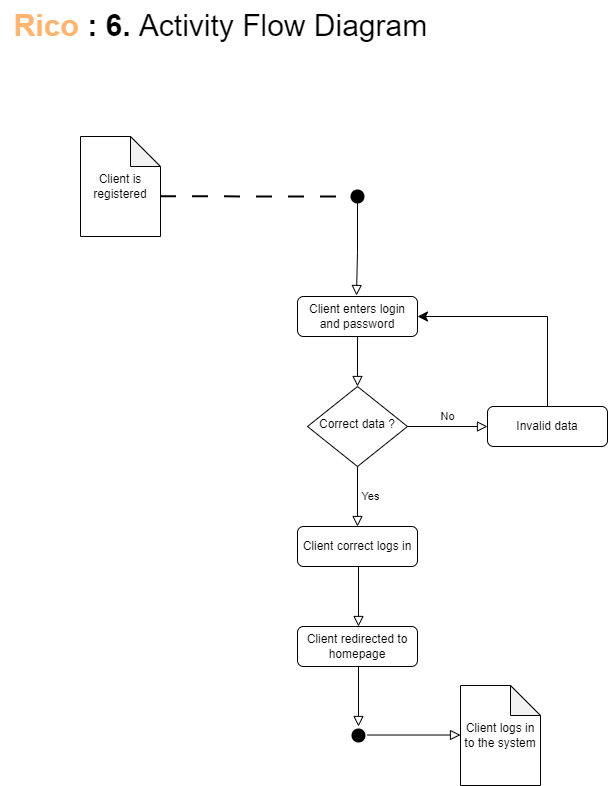 Rico : 6. Activity Flow Diagram
Client is
registered
Client enters login
and password
Correct data ?
No
Invalid data
Yes
Client correct logs in
Client redirected to
homepage
Client logs in
to the system